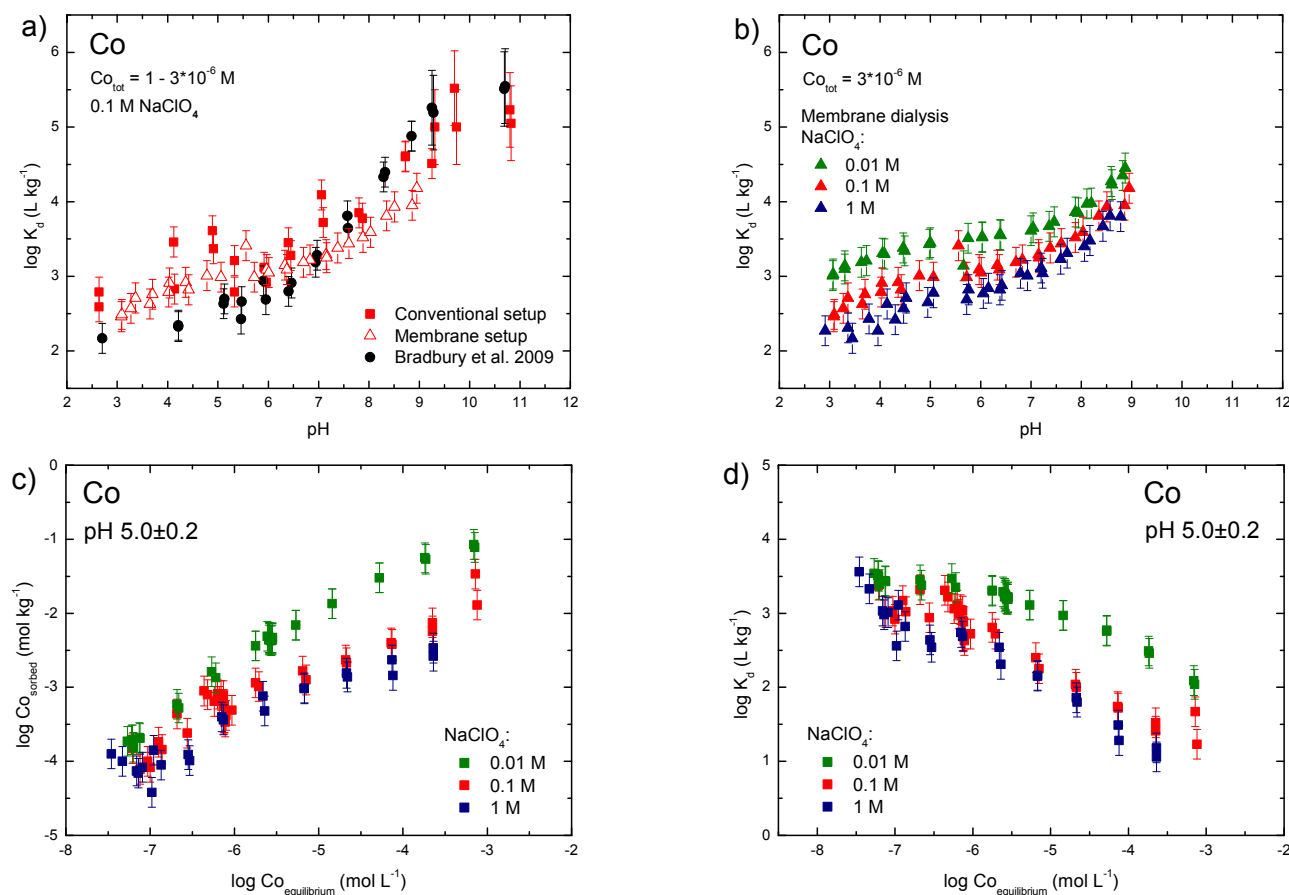 a)
Co
Co_tot = 1 - 3*10^-6 M
0.1 M NaClO_4
Conventional setup
Membrane setup
Bradbury et al. 2009
log K_d (L kg^-1)
6
5
4
3
2
2 3 4 5 6 7 8 9 10 11 12
pH
b)
Co
Co_tot = 3*10^-6 M
Membrane dialysis
NaClO_4:
0.01 M
0.1 M
1 M
log K_d (L kg^-1)
6
5
4
3
2
2 3 4 5 6 7 8 9 10 11 12
pH
c)
Co
pH 5.0±0.2
NaClO_4:
0.01 M
0.1 M
1 M
log Co_sorbed (mol kg^-1)
0
-1
-2
-3
-4
-5
-8 -7 -6 -5 -4 -3 -2
log Co_equilibrium (mol L^-1)
d)
Co
pH 5.0±0.2
NaClO_4:
0.01 M
0.1 M
1 M
log K_d (L kg^-1)
5
4
3
2
1
0
-8 -7 -6 -5 -4 -3 -2
log Co_equilibrium (mol L^-1)